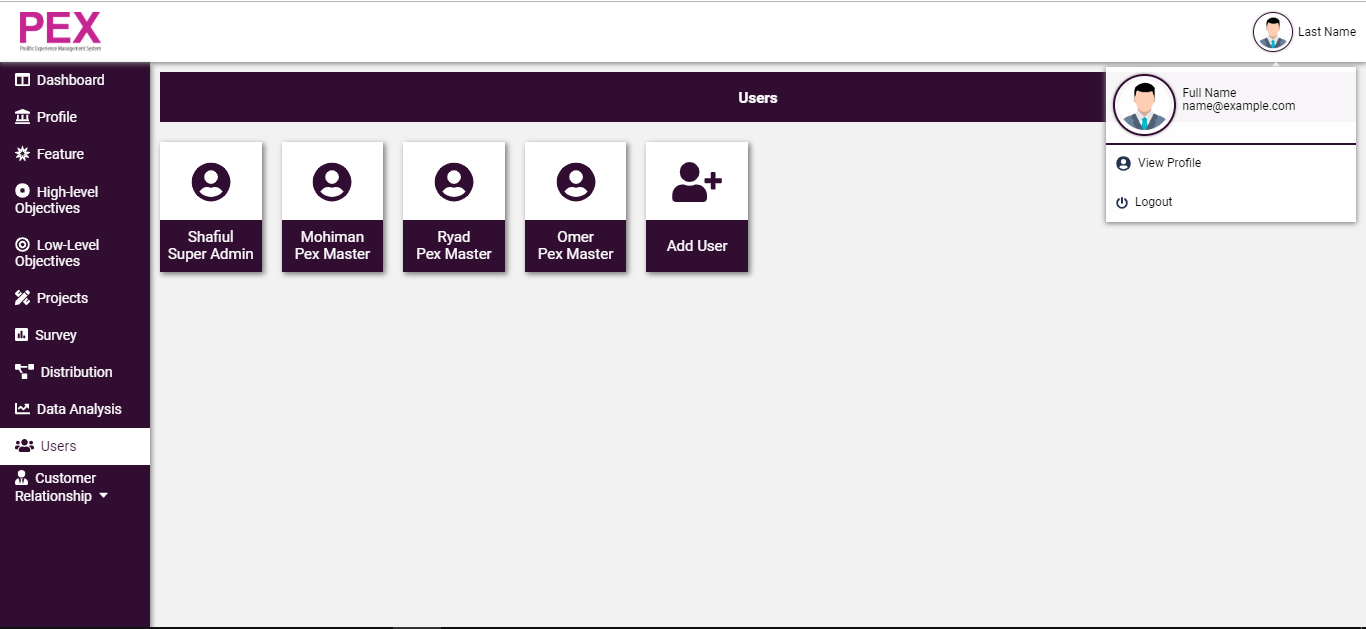 PEX
Prolific Experience Management System
Last Name
Dashboard
Profile
Feature
High-level
Objectives
Low-Level
Objectives
Projects
Survey
Distribution
Data Analysis
Users
Customer
Relationship
Users
Shafiul
Super Admin
Mohiman
Pex Master
Ryad
Pex Master
Omer
Pex Master
Add User
Full Name
name@example.com
View Profile
Logout